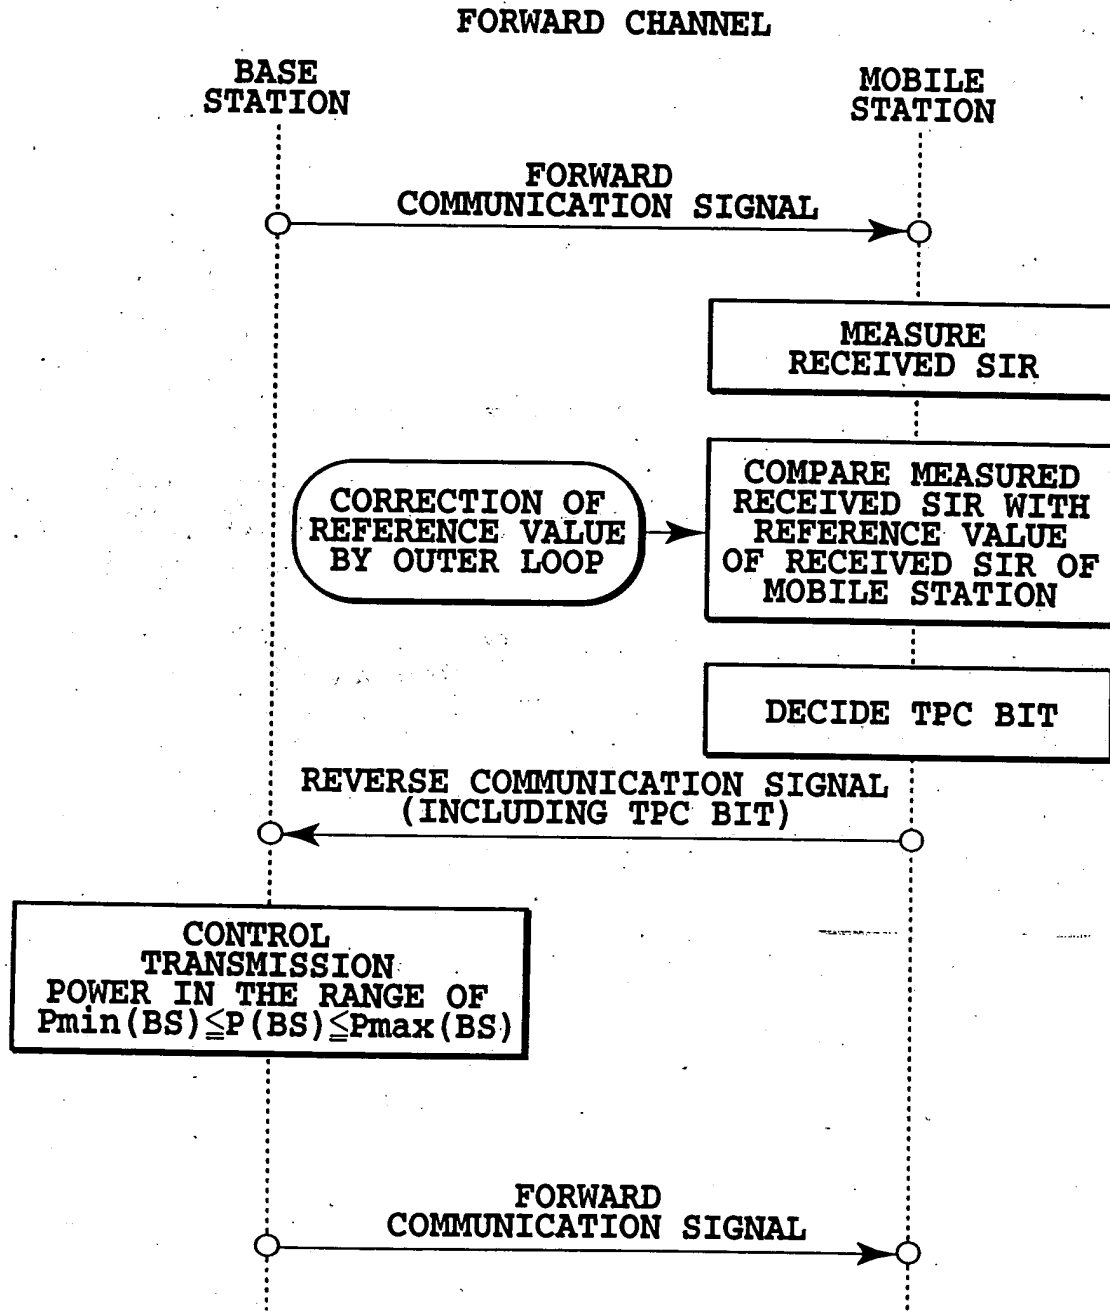 FORWARD CHANNEL
BASE
STATION
MOBILE
STATION
FORWARD
COMMUNICATION SIGNAL
MEASURE
RECEIVED SIR
CORRECTION OF
REFERENCE VALUE
BY OUTER LOOP
COMPARE MEASURED
RECEIVED SIR WITH
REFERENCE VALUE
OF RECEIVED SIR OF
MOBILE STATION
DECIDE TPC BIT
REVERSE COMMUNICATION SIGNAL
(INCLUDING TPC BIT)
CONTROL
TRANSMISSION
POWER IN THE RANGE OF
Pmin(BS)≦P(BS)≦Pmax(BS)
FORWARD
COMMUNICATION SIGNAL